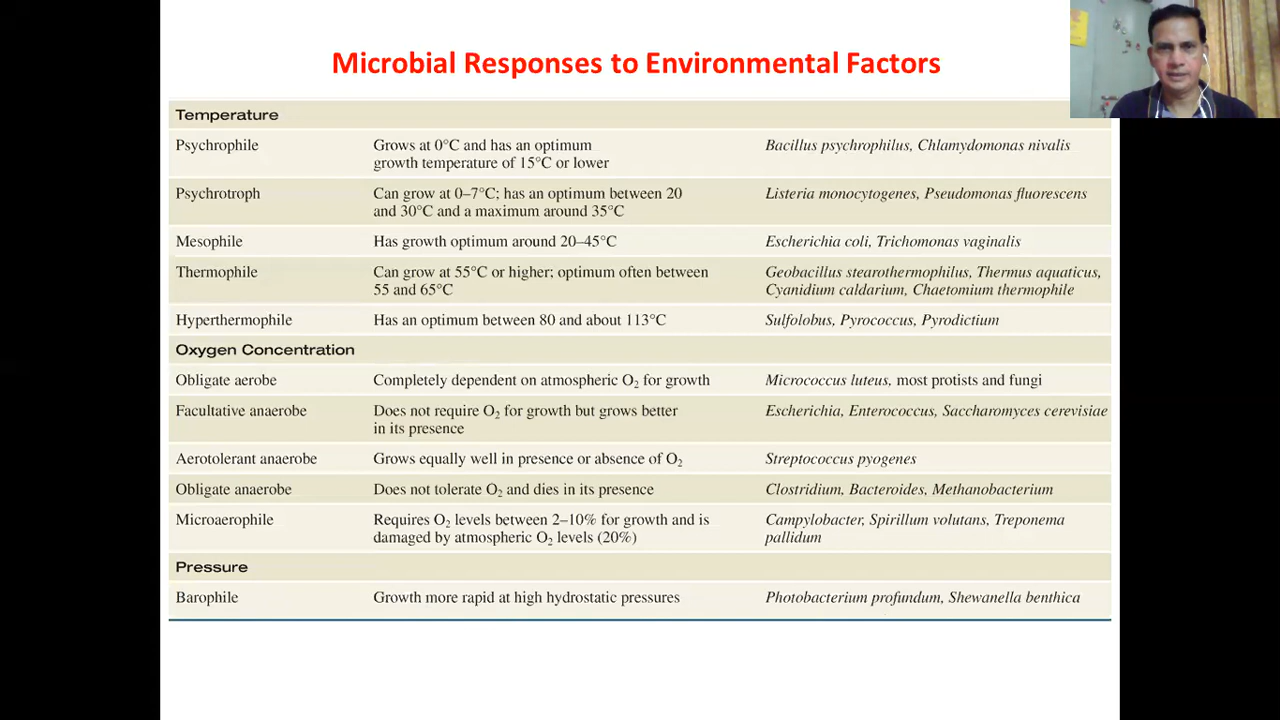 Microbial Responses to Environmental Factors
Temperature
Psychrophile Grows at 0°C and has an optimum Bacillus psychrophilus, Chlamydomonas nivalis
growth temperature of 15°C or lower
Psychrotroph Can grow at 0–7°C; has an optimum between 20 Listeria monocytogenes, Pseudomonas fluorescens
and 30°C and a maximum around 35°C
Mesophile Has growth optimum around 20–45°C Escherichia coli, Trichomonas vaginalis
Thermophile Can grow at 55°C or higher; optimum often between Geobacillus stearothermophilus, Thermus aquaticus,
55 and 65°C Cyanidium caldarium, Chaetomium thermophile
Hyperthermophile Has an optimum between 80 and about 113°C Sulfolobus, Pyrococcus, Pyrodictium
Oxygen Concentration
Obligate aerobe Completely dependent on atmospheric O₂ for growth Micrococcus luteus, most protists and fungi
Facultative anaerobe Does not require O₂ for growth but grows better Escherichia, Enterococcus, Saccharomyces cerevisiae
in its presence
Aerotolerant anaerobe Grows equally well in presence or absence of O₂ Streptococcus pyogenes
Obligate anaerobe Does not tolerate O₂ and dies in its presence Clostridium, Bacteroides, Methanobacterium
Microaerophile Requires O₂ levels between 2–10% for growth and is Campylobacter, Spirillum volutans, Treponema
damaged by atmospheric O₂ levels (20%) pallidum
Pressure
Barophile Growth more rapid at high hydrostatic pressures Photobacterium profundum, Shewanella benthica